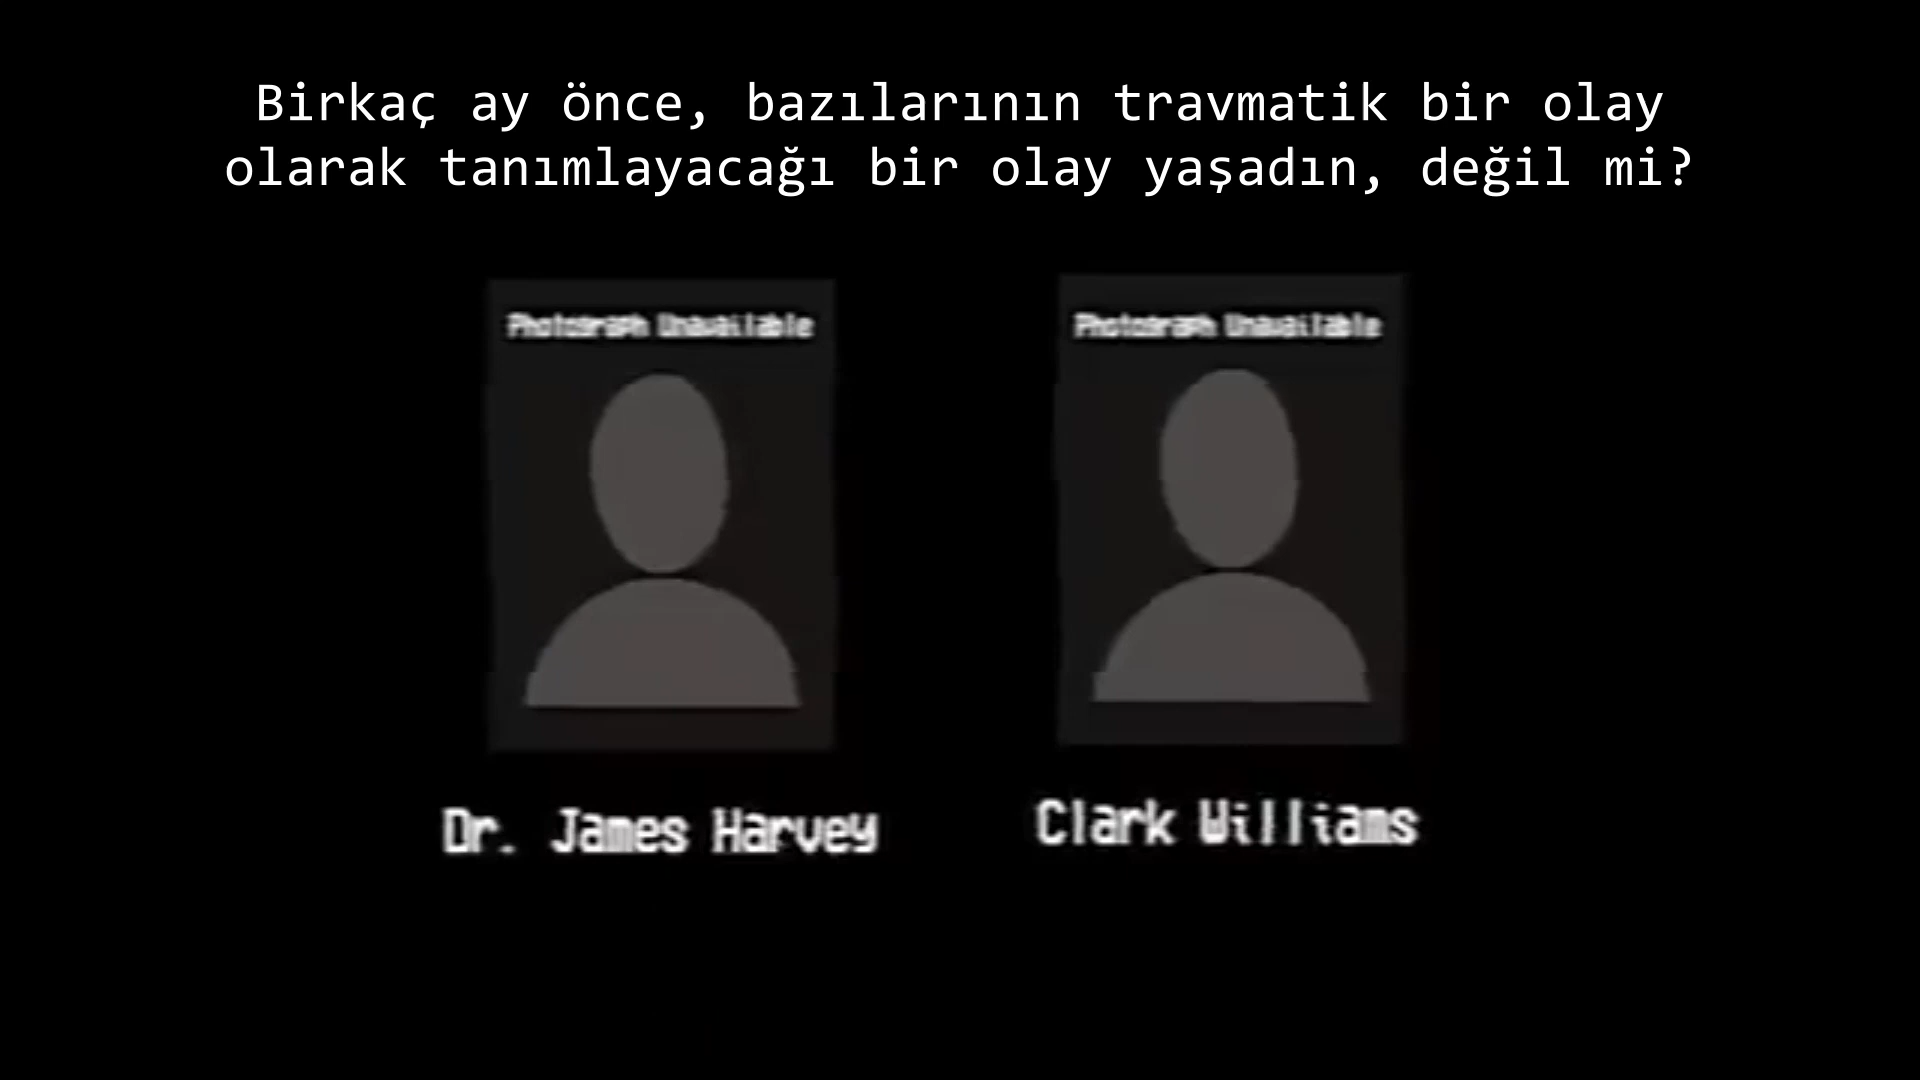 Birkaç ay önce, bazılarının travmatik bir olay
olarak tanımlayacağı bir olay yaşadın, değil mi?
Photograph Unavailable
Photograph Unavailable
Dr. James Harvey
Clark Williams